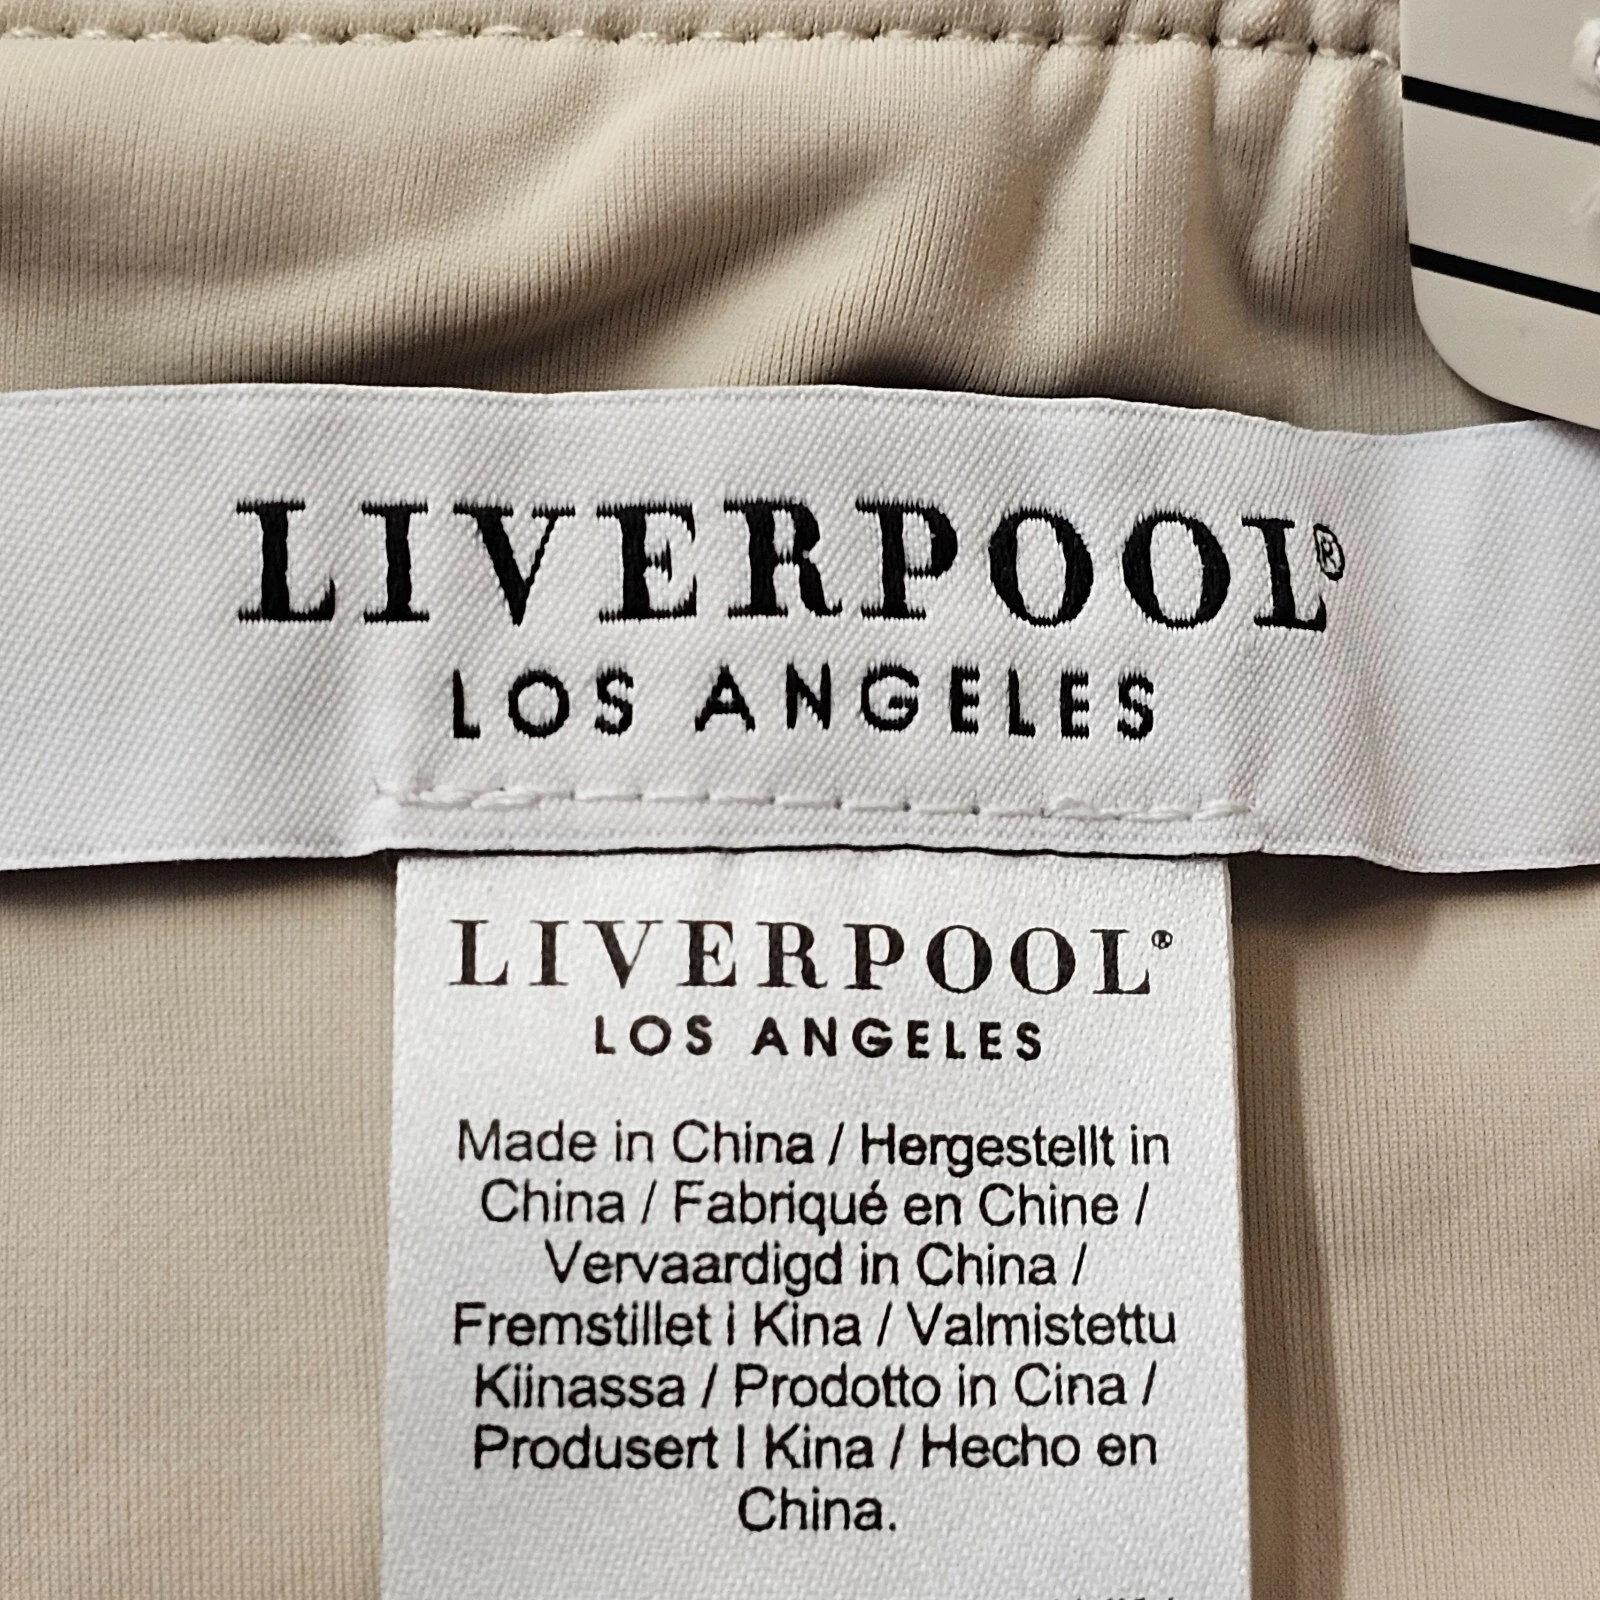 LIVERPOOL®
LOS ANGELES
LIVERPOOL®
LOS ANGELES
Made in China / Hergestellt in
China / Fabriqué en Chine /
Vervaardigd in China /
Fremstillet i Kina / Valmistettu
Kiinassa / Prodotto in Cina /
Produsert I Kina / Hecho en
China.